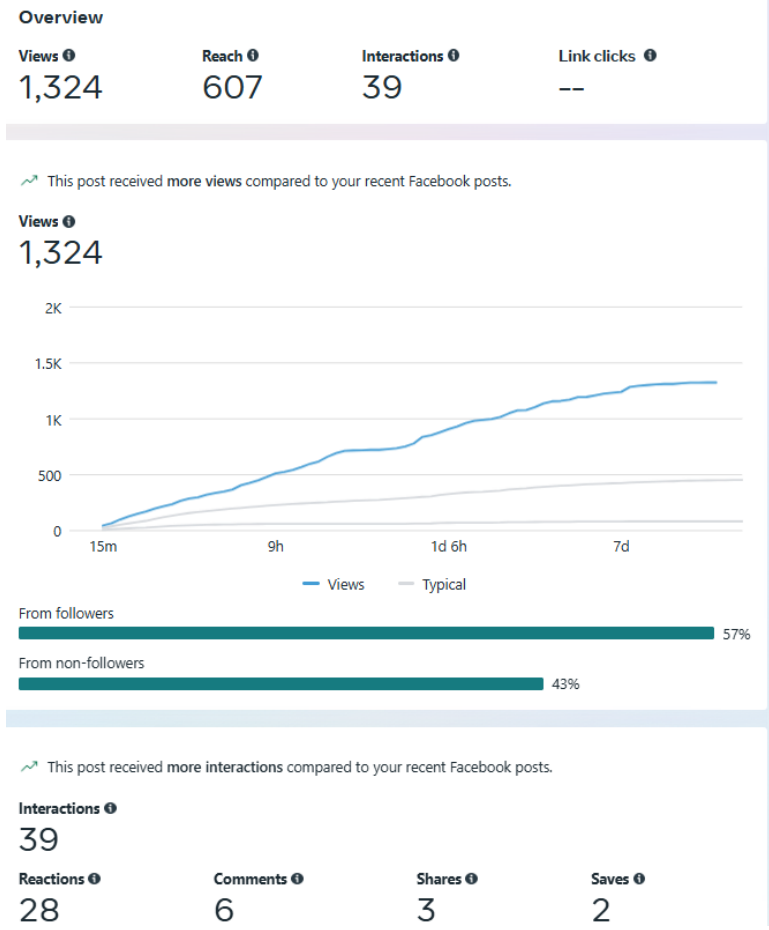 Overview
Views Reach Interactions Link clicks
1,324 607 39 --
This post received more views compared to your recent Facebook posts.
Views
1,324
2K
1.5K
1K
500
0
15m 9h 1d 6h 7d
Views Typical
From followers
57%
From non-followers
43%
This post received more interactions compared to your recent Facebook posts.
Interactions
39
Reactions Comments Shares Saves
28 6 3 2